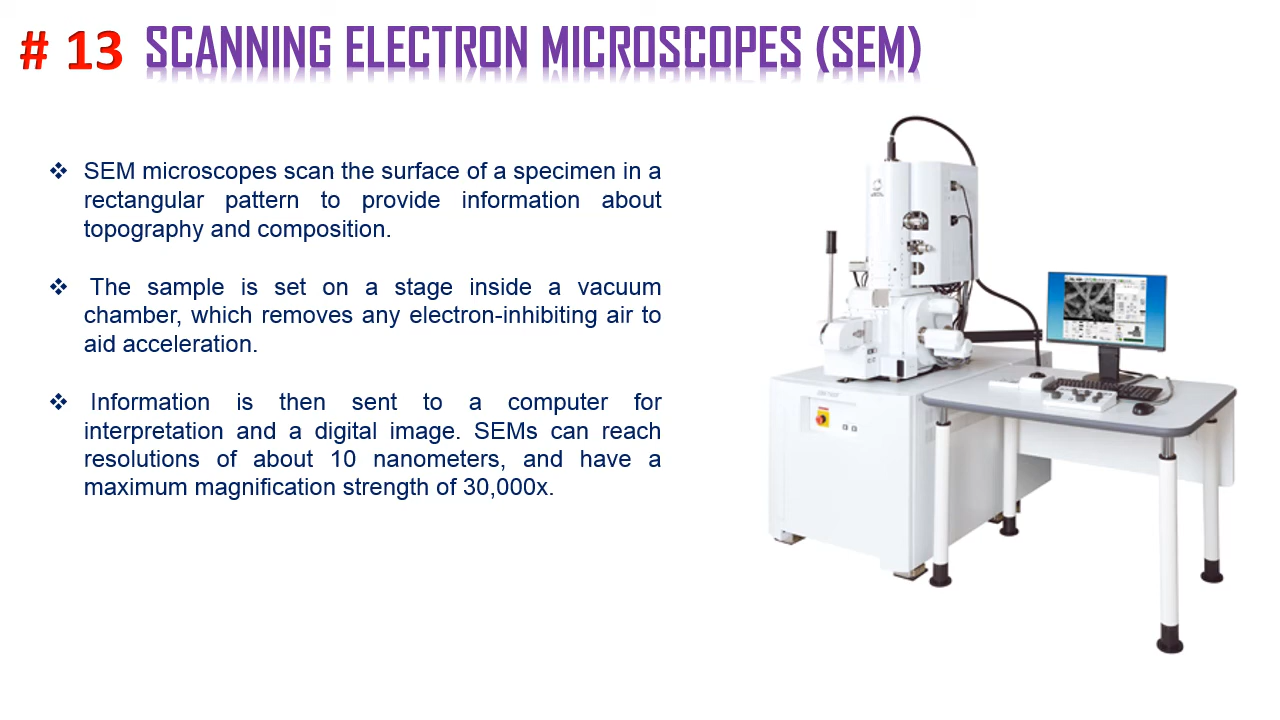 # 13 SCANNING ELECTRON MICROSCOPES (SEM)
❖ SEM microscopes scan the surface of a specimen in a
rectangular pattern to provide information about
topography and composition.
❖ The sample is set on a stage inside a vacuum
chamber, which removes any electron-inhibiting air to
aid acceleration.
❖ Information is then sent to a computer for
interpretation and a digital image. SEMs can reach
resolutions of about 10 nanometers, and have a
maximum magnification strength of 30,000x.